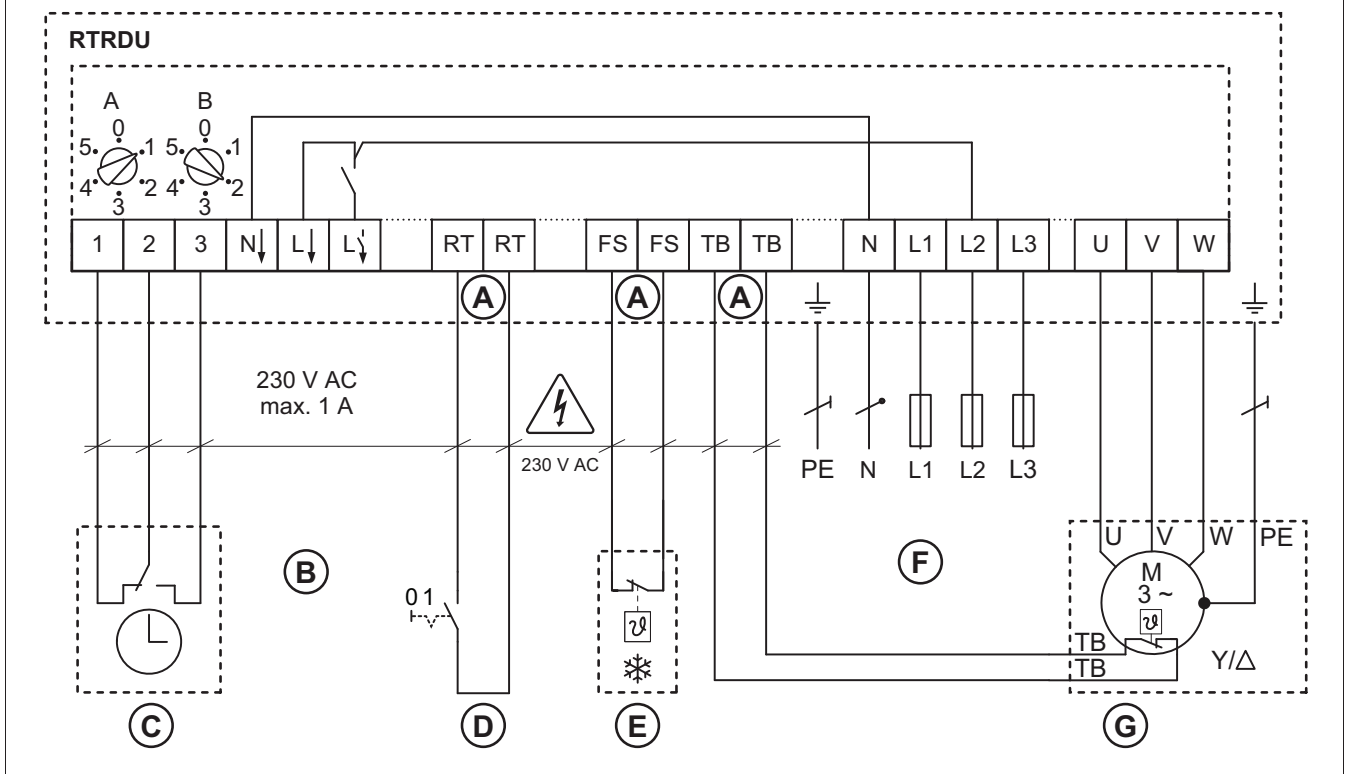 RTRDU
A B
0 0
5 1 5 1
4 2 4 2
3 3
1 2 3 N L L RT RT FS FS TB TB N L1 L2 L3 U V W
A A A
230 V AC
max. 1 A
230 V AC
PE N L1 L2 L3
U V W PE
M
3 ~
ϑ
0 1
ϑ
TB
TB
Y/△
B F
C D E G